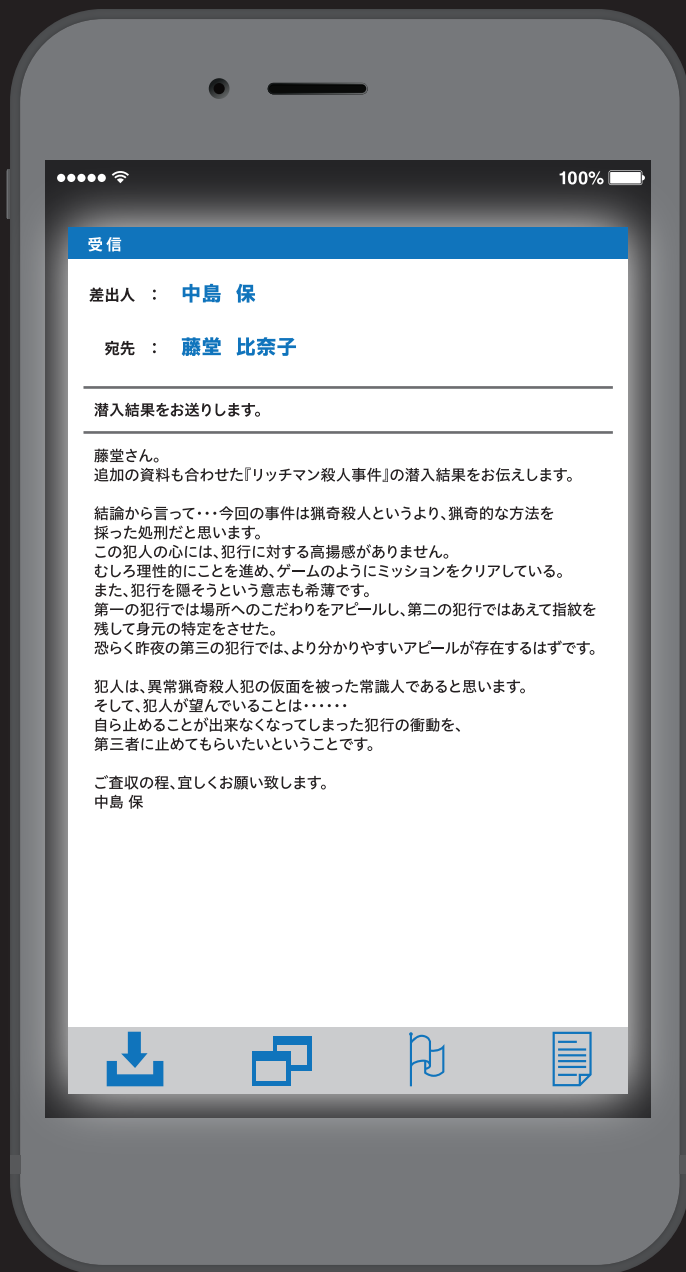 100%
受信
差出人 : 中島 保
宛先 : 藤堂 比奈子
潜入結果をお送りします。
藤堂さん。
追加の資料も合わせた『リッチマン殺人事件』の潜入結果をお伝えします。
結論から言って・・・今回の事件は猟奇殺人というより、猟奇的な方法を
採った処刑だと思います。
この犯人の心には、犯行に対する高揚感がありません。
むしろ理性的にことを進め、ゲームのようにミッションをクリアしている。
また、犯行を隠そうという意志も希薄です。
第一の犯行では場所へのこだわりをアピールし、第二の犯行ではあえて指紋を
残して身元の特定をさせた。
恐らく昨夜の第三の犯行では、より分かりやすいアピールが存在するはずです。
犯人は、異常猟奇殺人犯の仮面を被った常識人であると思います。
そして、犯人が望んでいることは・・・・・・
自ら止めることが出来なくなってしまった犯行の衝動を、
第三者に止めてもらいたいということです。
ご査収の程、宜しくお願い致します。
中島 保